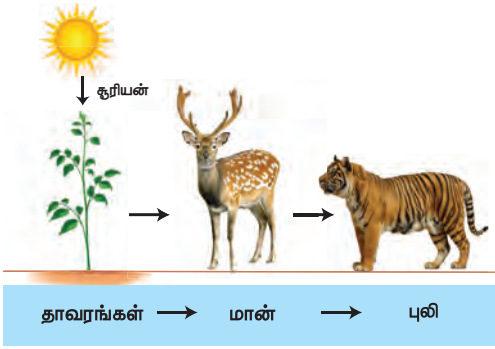 சூரியன்
தாவரங்கள் → மான் → புலி